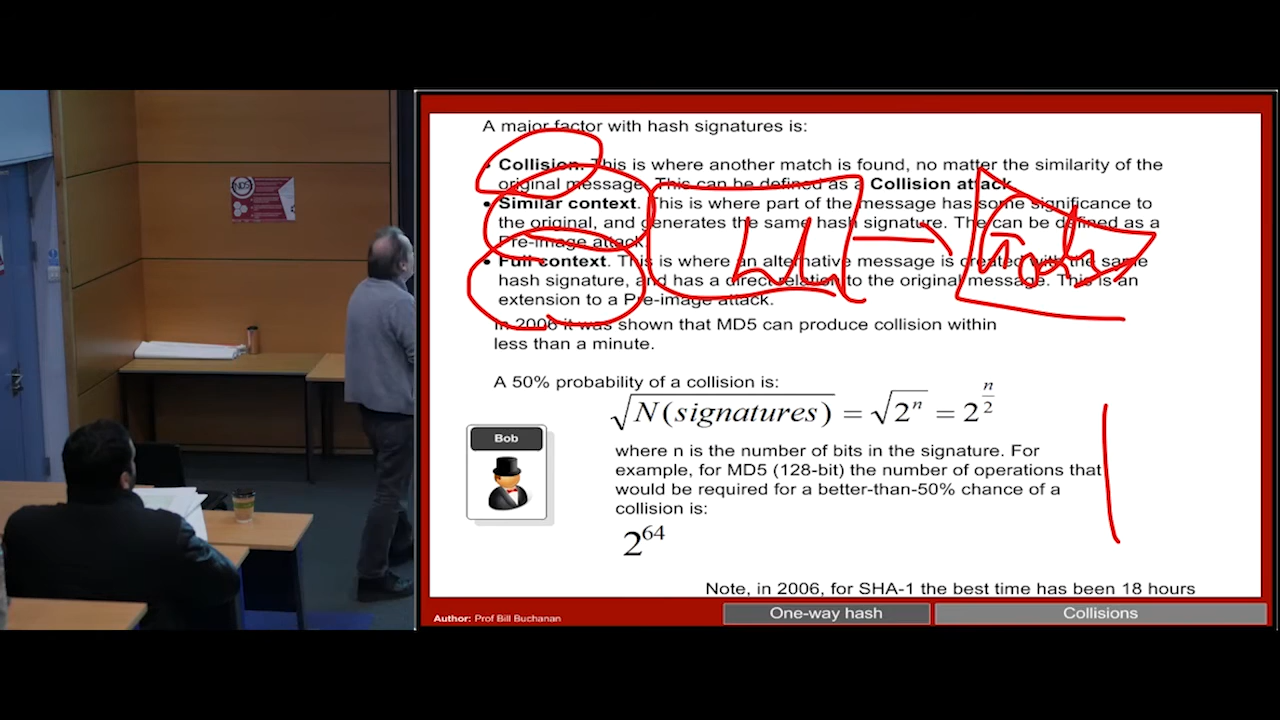 A major factor with hash signatures is:
• Collision. This is where another match is found, no matter the similarity of the
original message. This can be defined as a Collision attack.
• Similar context. This is where part of the message has some significance to
the original, and generates the same hash signature. The can be defined as a
Pre-image attack.
• Full context. This is where an alternative message is created with the same
hash signature, and has a direct relation to the original message. This is an
extension to a Pre-image attack.
In 2006 it was shown that MD5 can produce collision within
less than a minute.
A 50% probability of a collision is:
√N(signatures) = √2ⁿ = 2^(n/2)
Bob
where n is the number of bits in the signature. For
example, for MD5 (128-bit) the number of operations that
would be required for a better-than-50% chance of a
collision is:
2^64
Note, in 2006, for SHA-1 the best time has been 18 hours
Author: Prof Bill Buchanan
One-way hash
Collisions